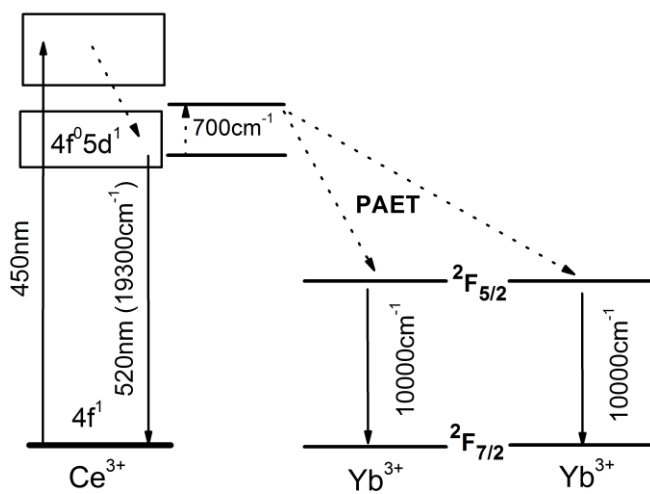 4f⁰5d¹
700cm⁻¹
PAET
450nm
520nm (19300cm⁻¹)
²F₅/₂
10000cm⁻¹
10000cm⁻¹
4f¹
²F₇/₂
Ce³⁺
Yb³⁺
Yb³⁺